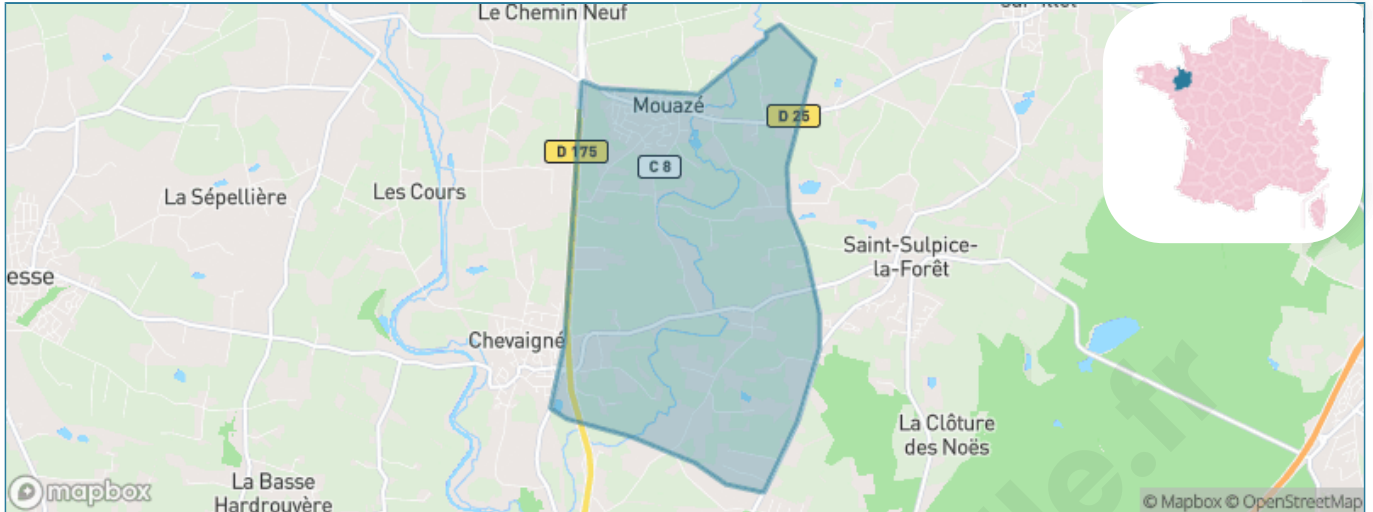 Le Chemin Neuf
Mouazé
D 25
D 175
C 8
La Sépellière
Les Cours
Saint-Sulpice-
la-Forêt
esse
Chevaigné
La Clôture
des Noës
La Basse
Hardrouyère
mapbox
© Mapbox © OpenStreetMap